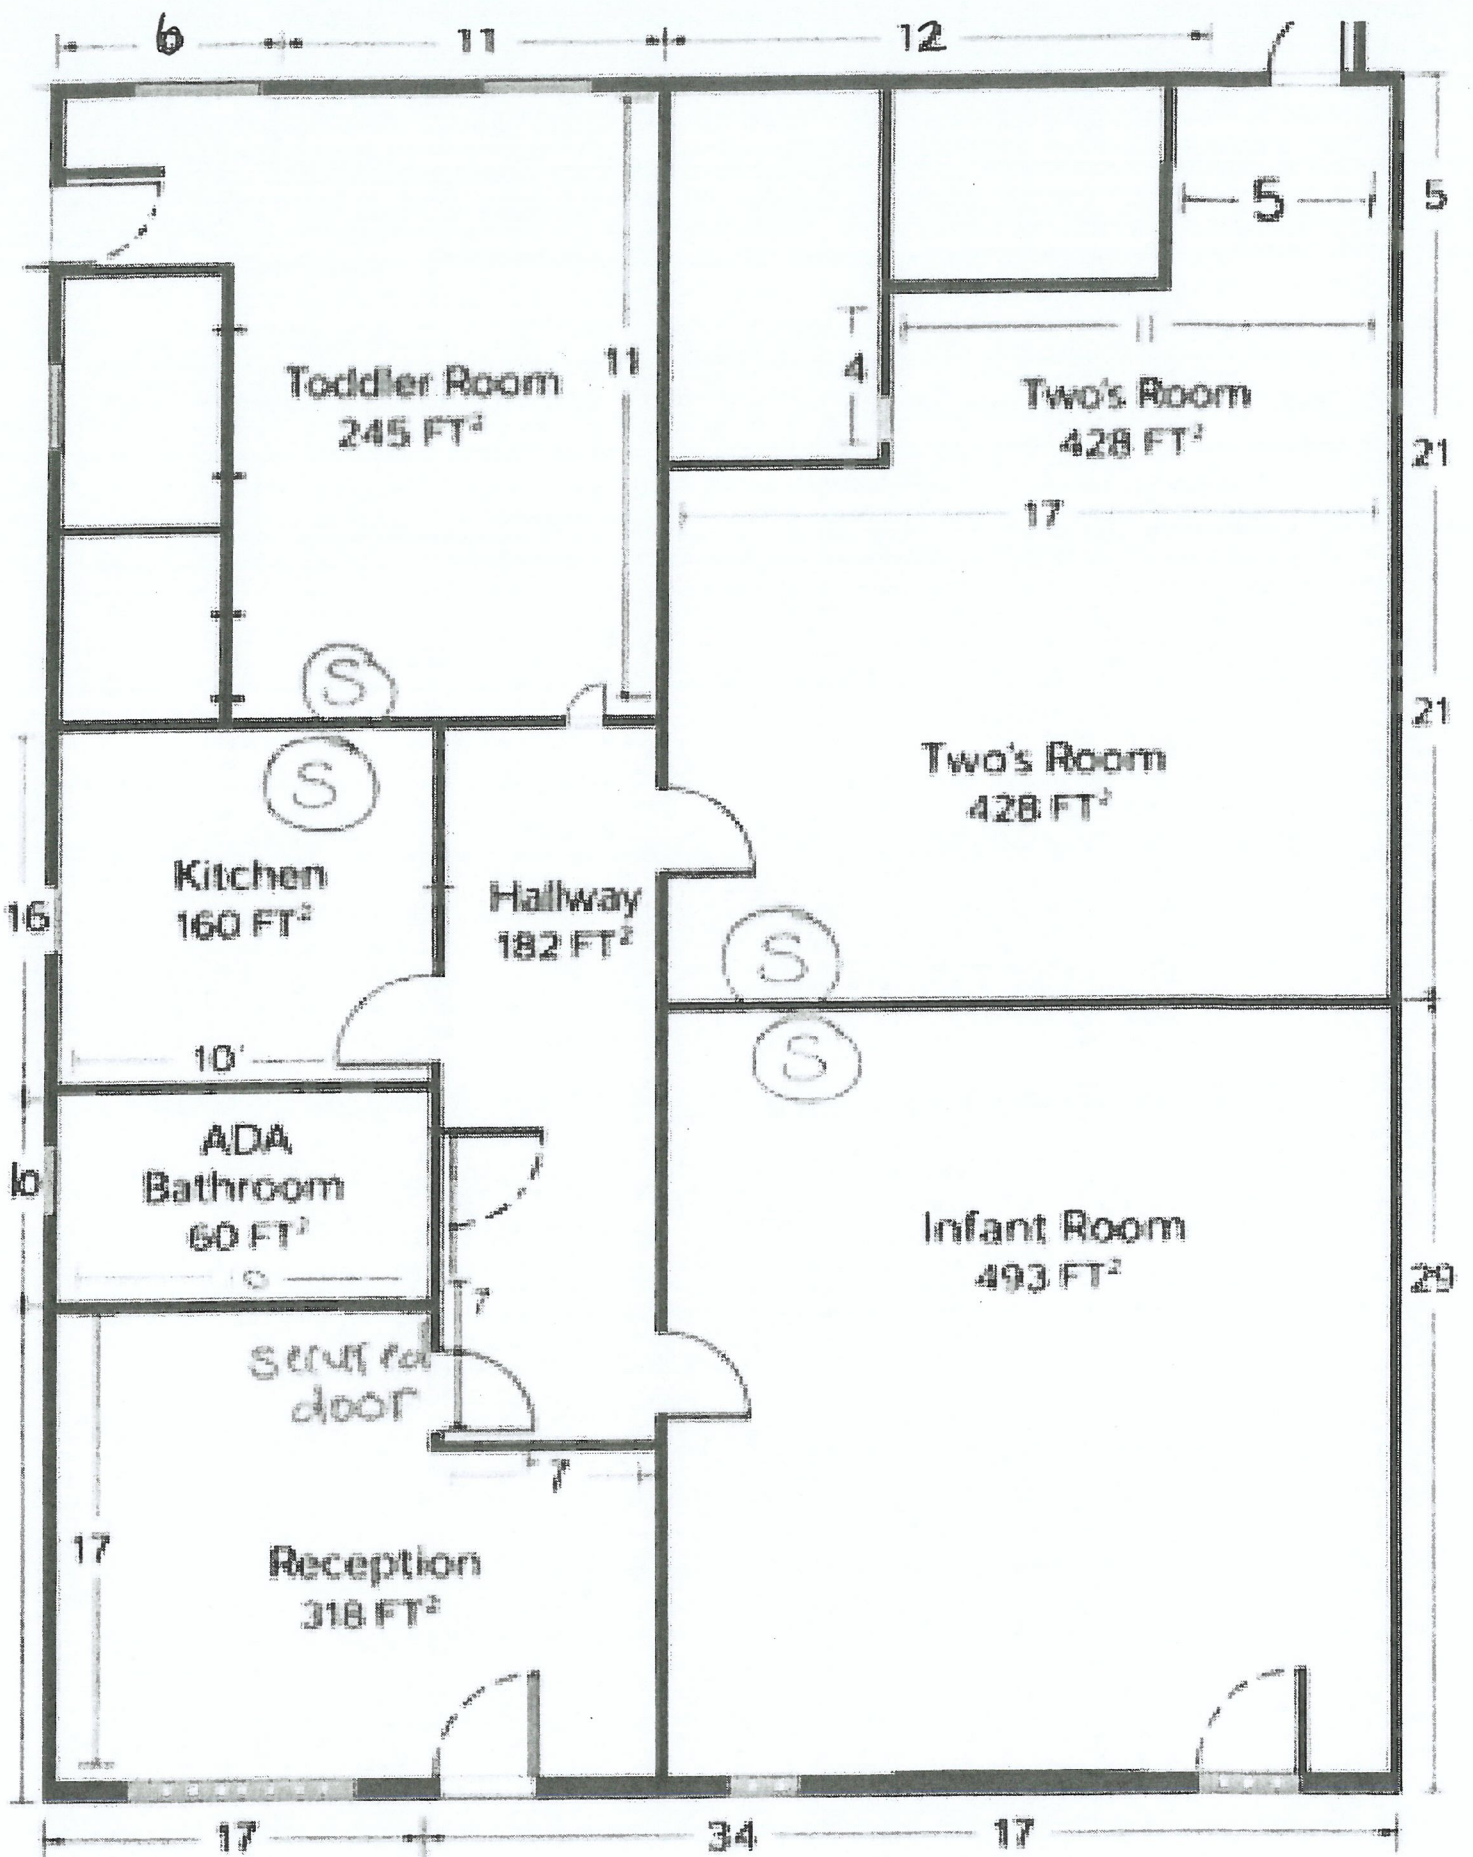 6 11 12
5
5
11
Toddler Room
245 FT²
11
4
Two's Room
428 FT²
21
17
S
S
Two's Room
428 FT²
21
Kitchen
160 FT²
16
Hallway
182 FT²
S
S
10'
ADA
Bathroom
60 FT²
6
7
Infant Room
493 FT²
29
door
7
17
Reception
318 FT²
17 34 17